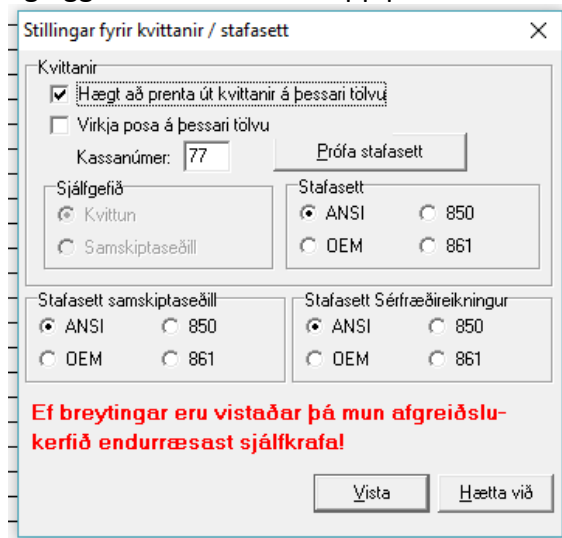 Stillingar fyrir kvittanir / stafasett
Kvittanir
Hægt að prenta út kvittanir á þessari tölvu
Virkja posa á þessari tölvu
Kassanúmer: 77 Prófa stafasett
Sjálfgefið
Kvittun
Samskiptaseðill
Stafasett
ANSI 850
OEM 861
Stafasett samskiptaseðill
ANSI 850
OEM 861
Stafasett Sérfræðireikningur
ANSI 850
OEM 861
Ef breytingar eru vistaðar þá mun afgreiðslu-
kerfið endurræsast sjálfkrafa!
Vista Hætta við